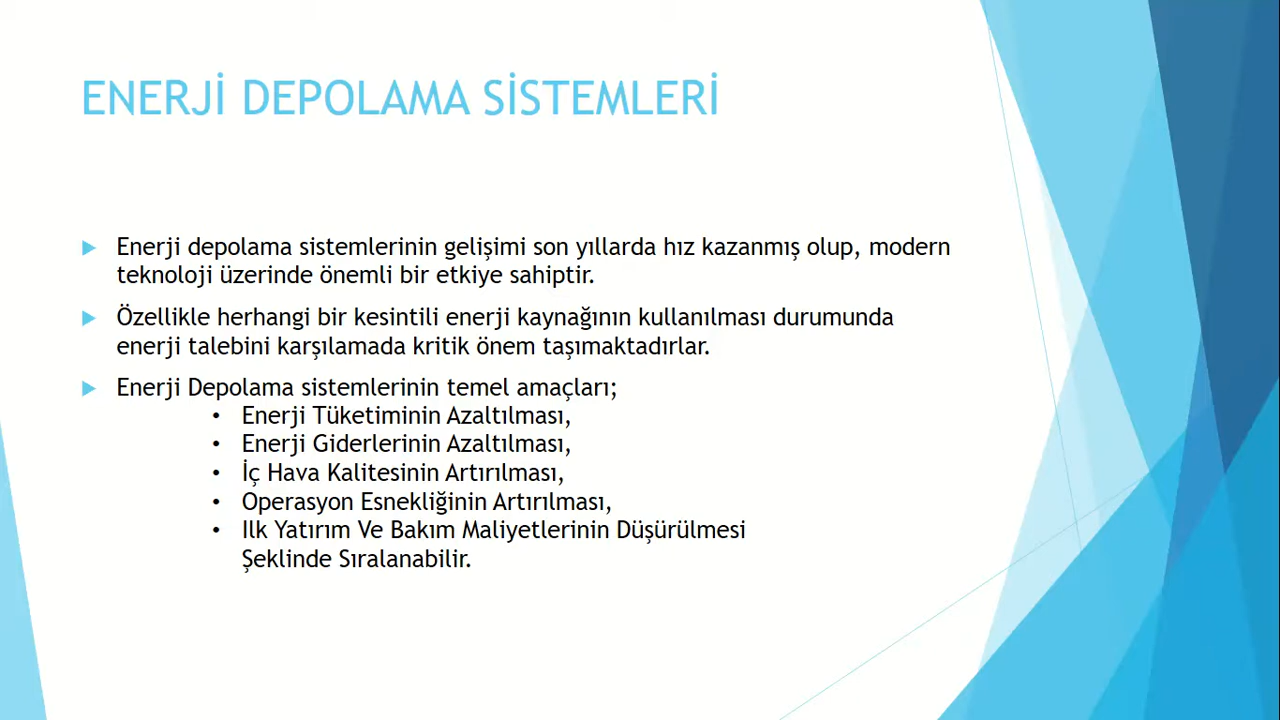 ENERJİ DEPOLAMA SİSTEMLERİ
Enerji depolama sistemlerinin gelişimi son yıllarda hız kazanmış olup, modern
teknoloji üzerinde önemli bir etkiye sahiptir.
Özellikle herhangi bir kesintili enerji kaynağının kullanılması durumunda
enerji talebini karşılamada kritik önem taşımaktadırlar.
Enerji Depolama sistemlerinin temel amaçları;
• Enerji Tüketiminin Azaltılması,
• Enerji Giderlerinin Azaltılması,
• İç Hava Kalitesinin Artırılması,
• Operasyon Esnekliğinin Artırılması,
• Ilk Yatırım Ve Bakım Maliyetlerinin Düşürülmesi
Şeklinde Sıralanabilir.